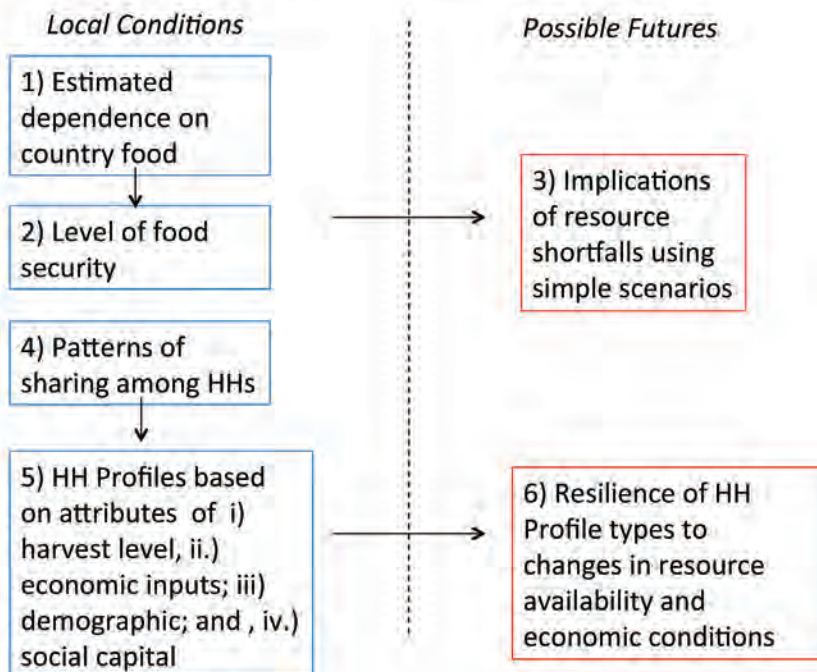 Local Conditions
Possible Futures
1) Estimated
dependence on
country food
2) Level of food
security
3) Implications
of resource
shortfalls using
simple scenarios
4) Patterns of
sharing among HHs
5) HH Profiles based
on attributes of i)
harvest level, ii.)
economic inputs; iii)
demographic; and , iv.)
social capital
6) Resilience of HH
Profile types to
changes in resource
availability and
economic conditions